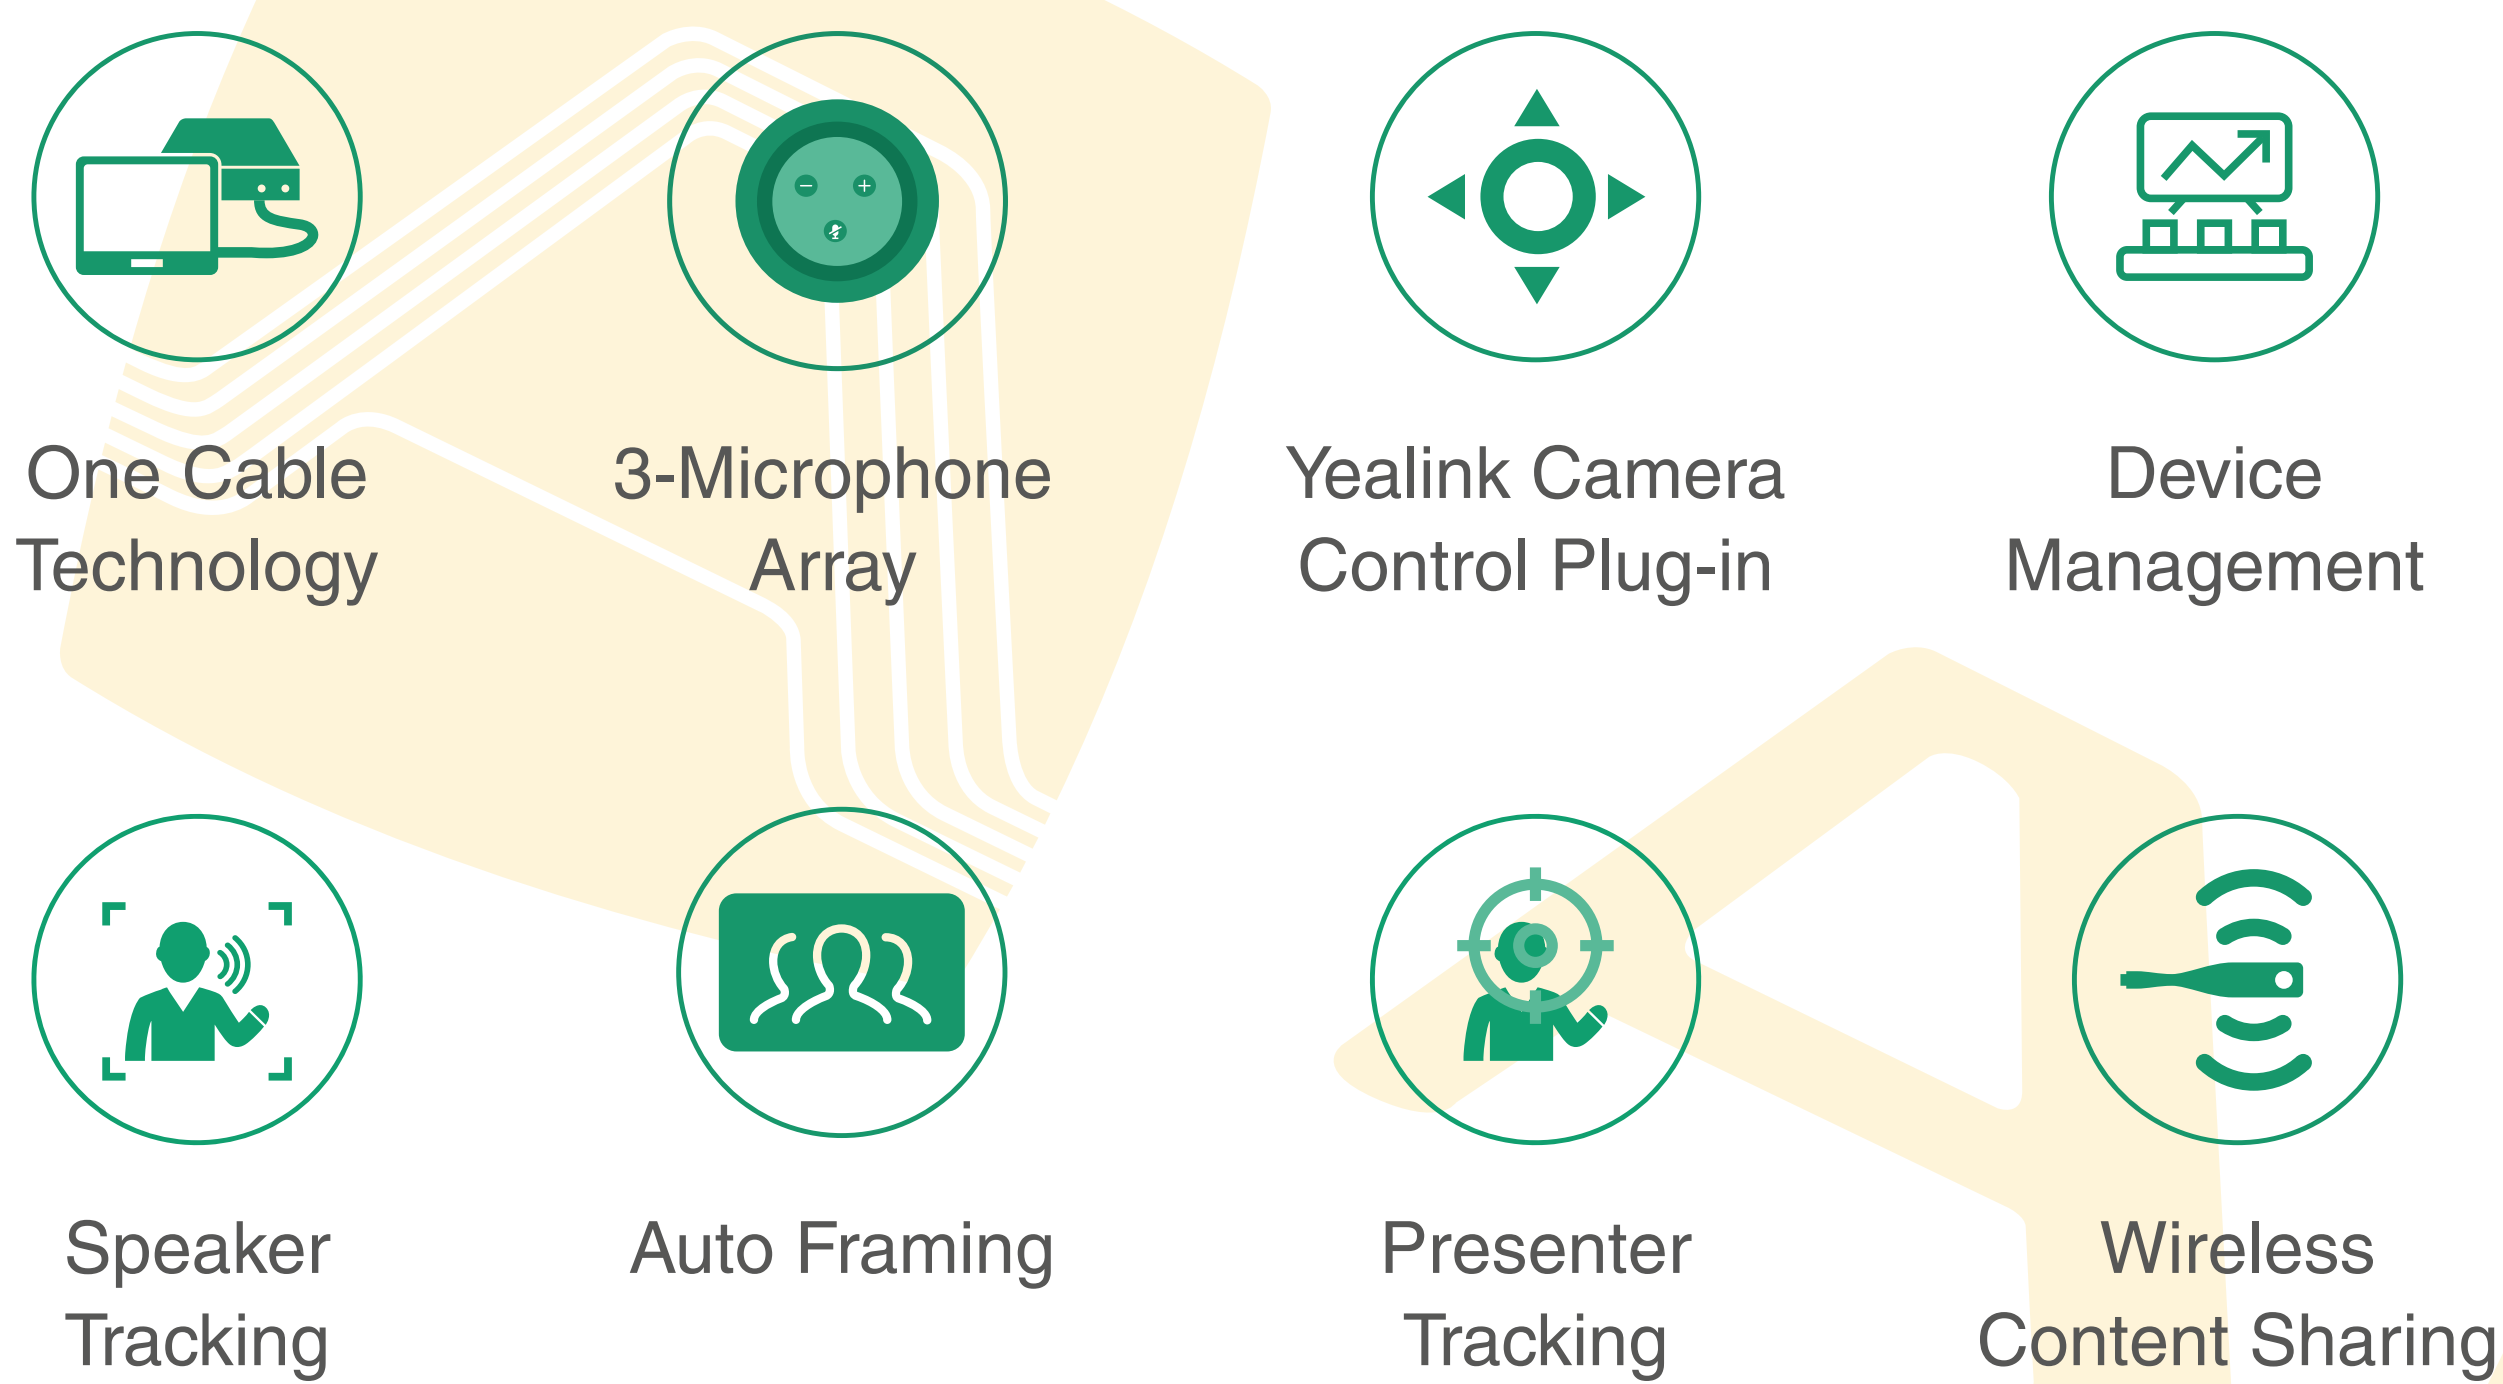 One Cable
Technology
3-Microphone
Array
Yealink Camera
Control Plug-in
Device
Management
Speaker
Tracking
Auto Framing
Presenter
Tracking
Wireless
Content Sharing